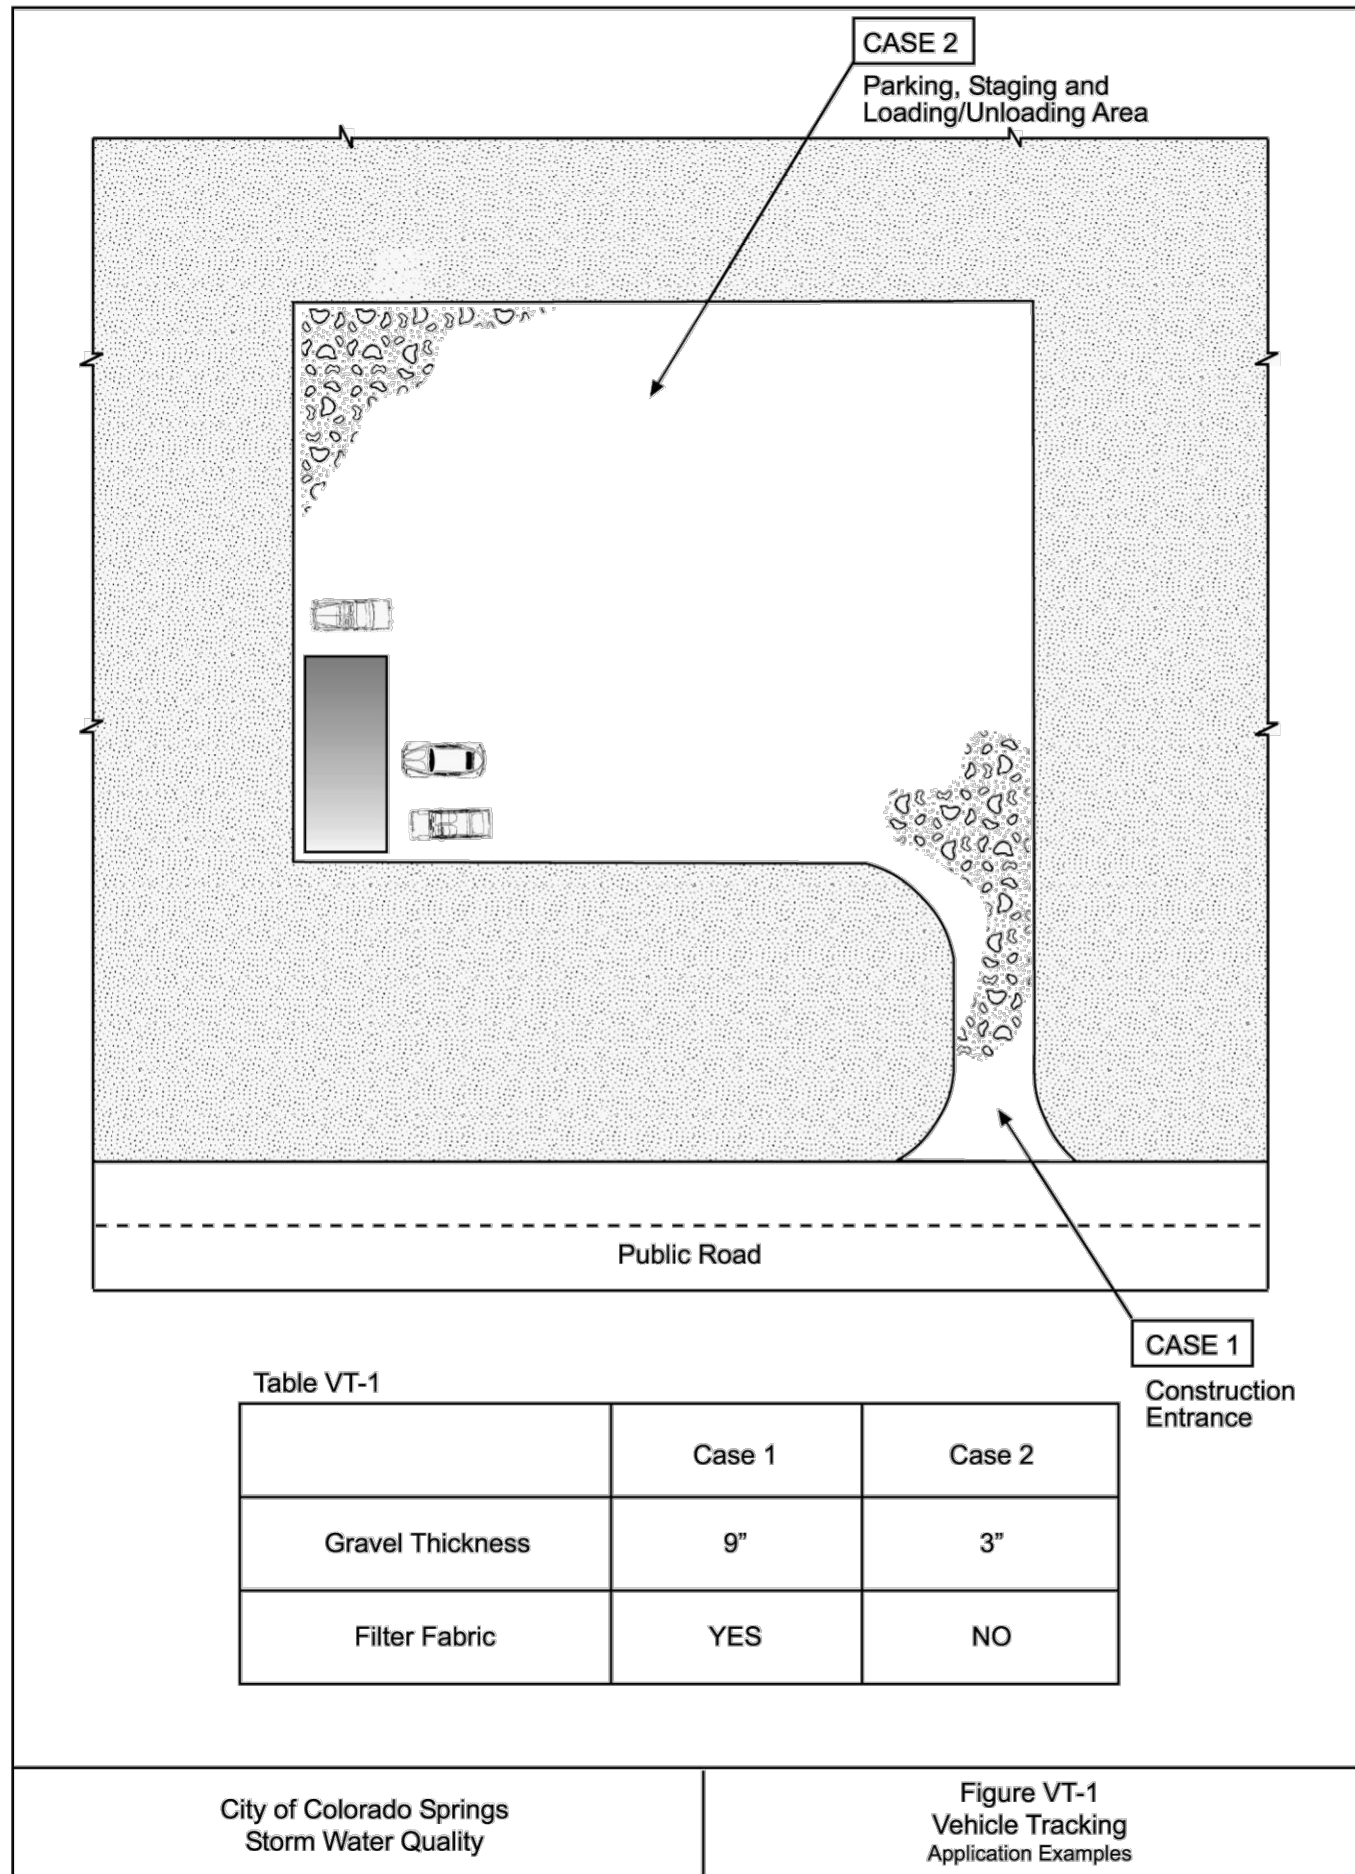 CASE 2
Parking, Staging and
Loading/Unloading Area
Public Road
CASE 1
Construction
Entrance
Table VT-1
Case 1 Case 2
Gravel Thickness 9” 3”
Filter Fabric YES NO
City of Colorado Springs
Storm Water Quality
Figure VT-1
Vehicle Tracking
Application Examples